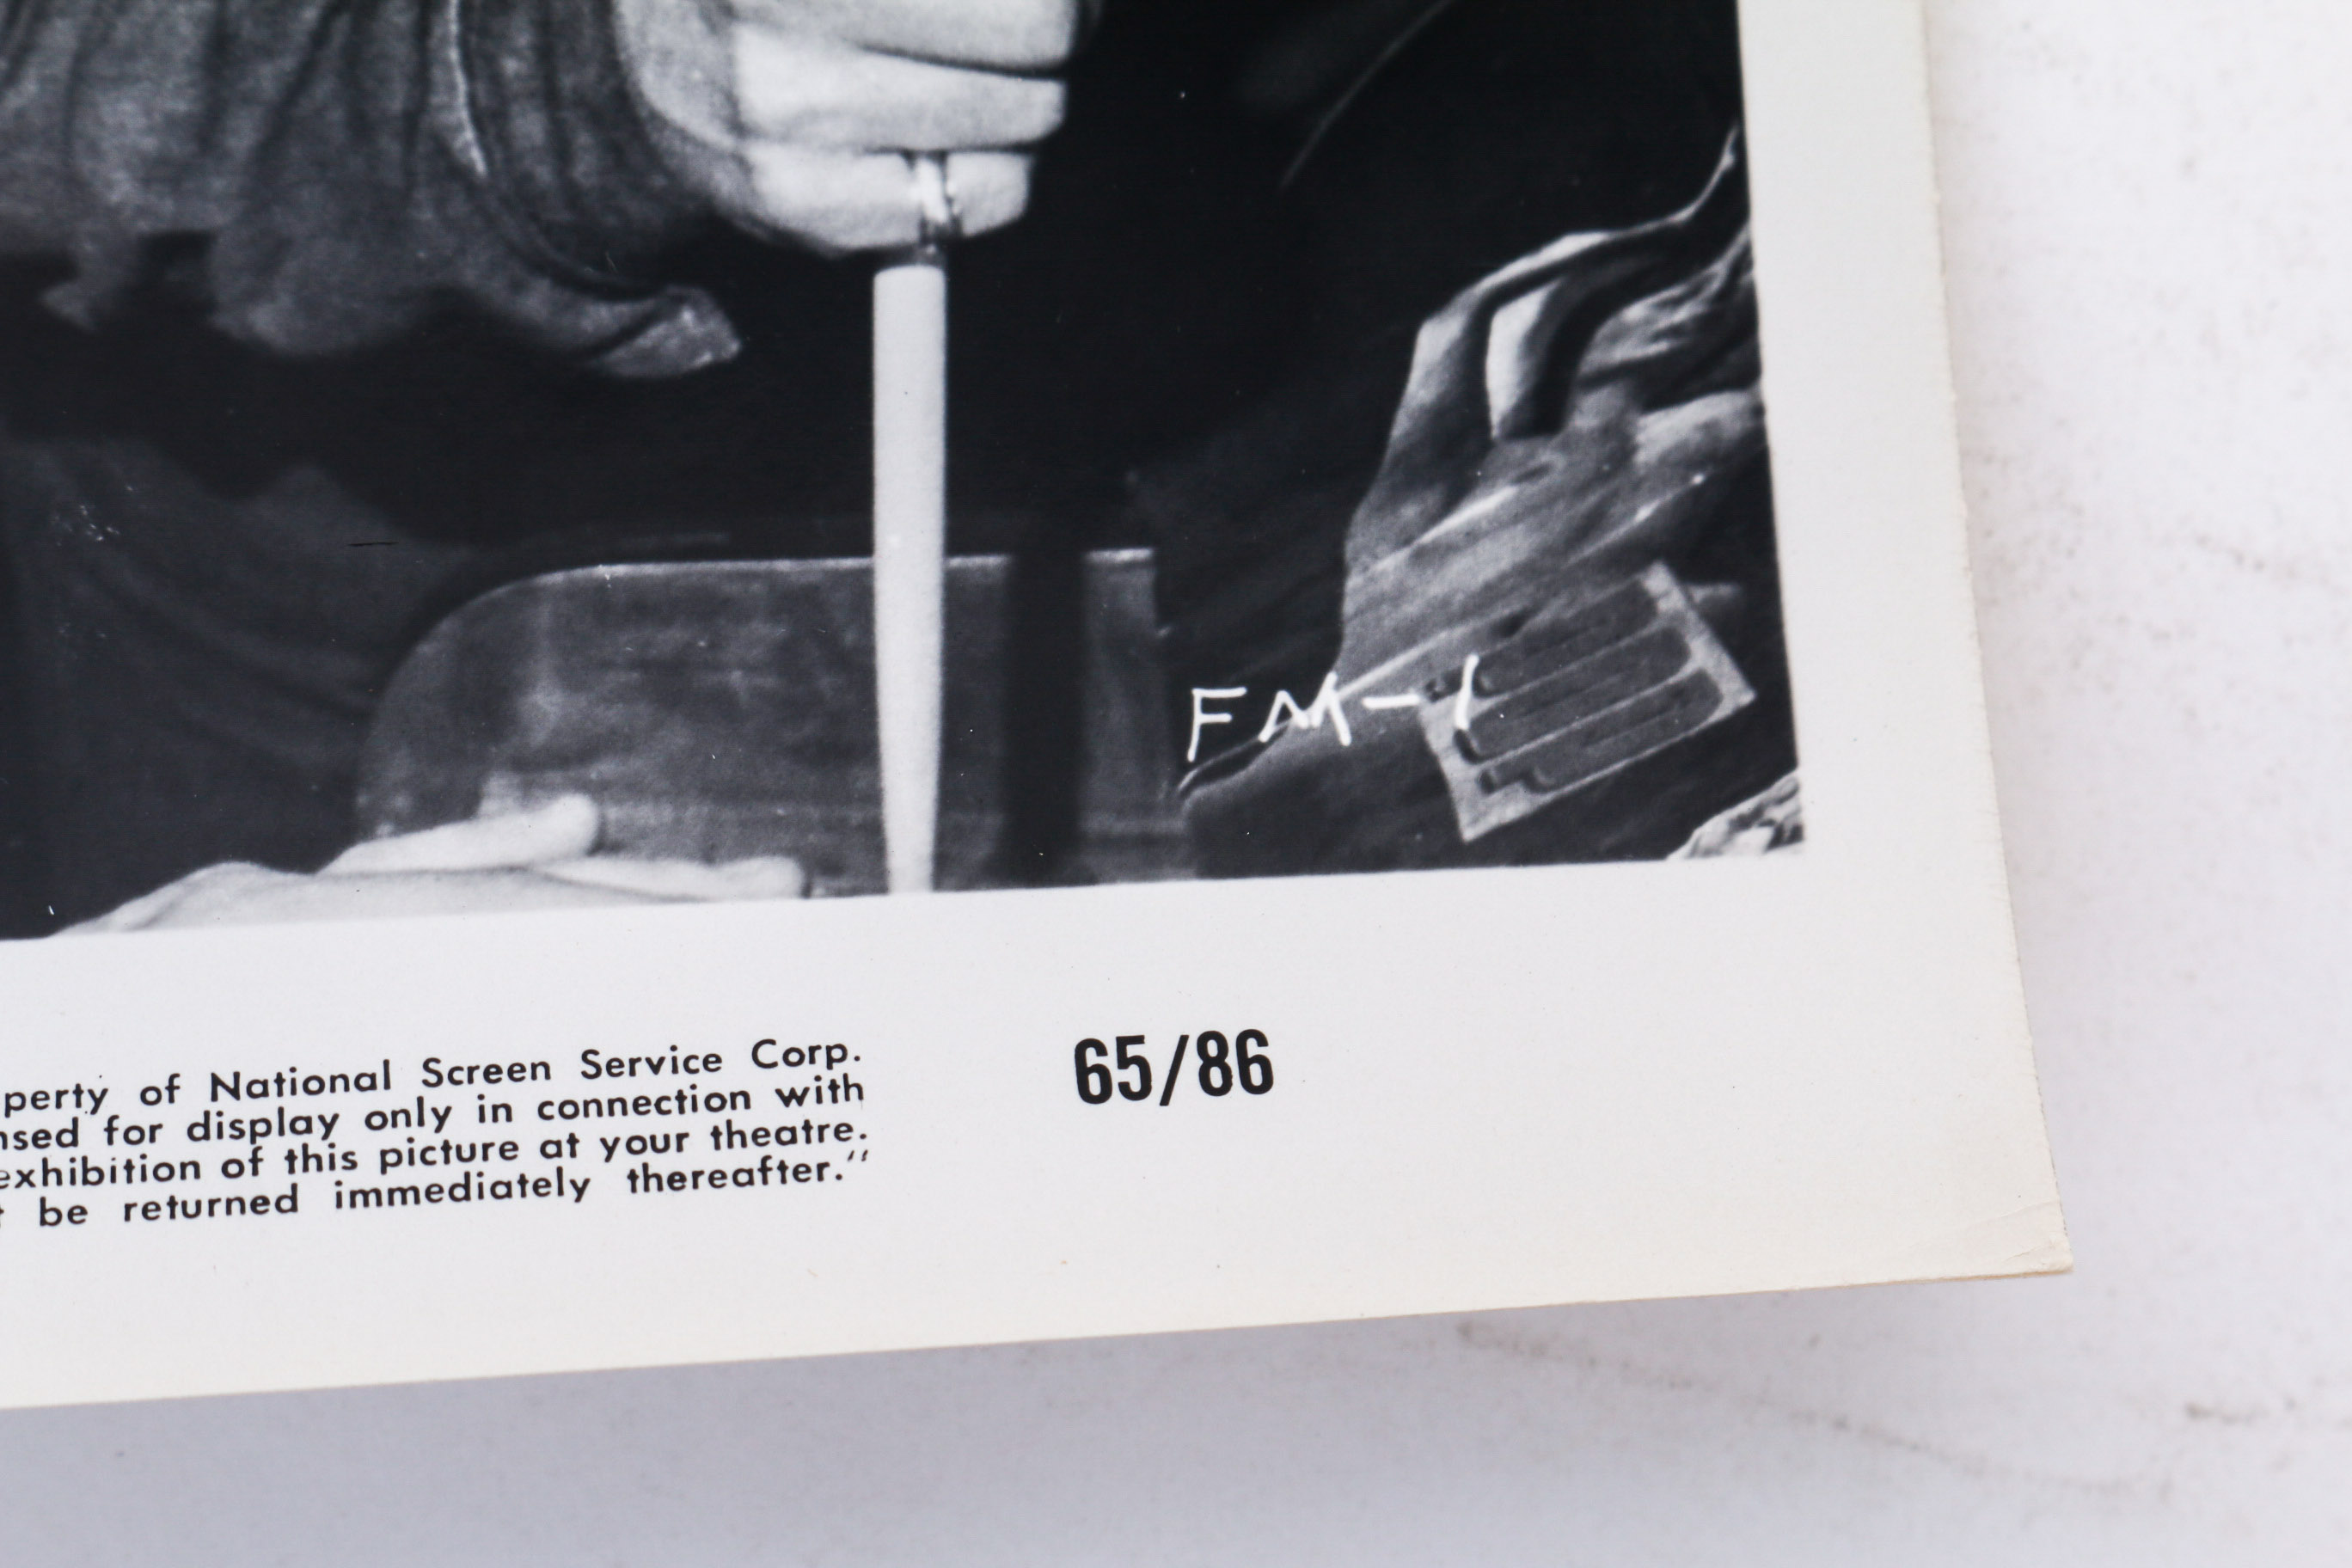 FM-1
perty of National Screen Service Corp.
nsed for display only in connection with
exhibition of this picture at your theatre.
be returned immediately thereafter."
65/86